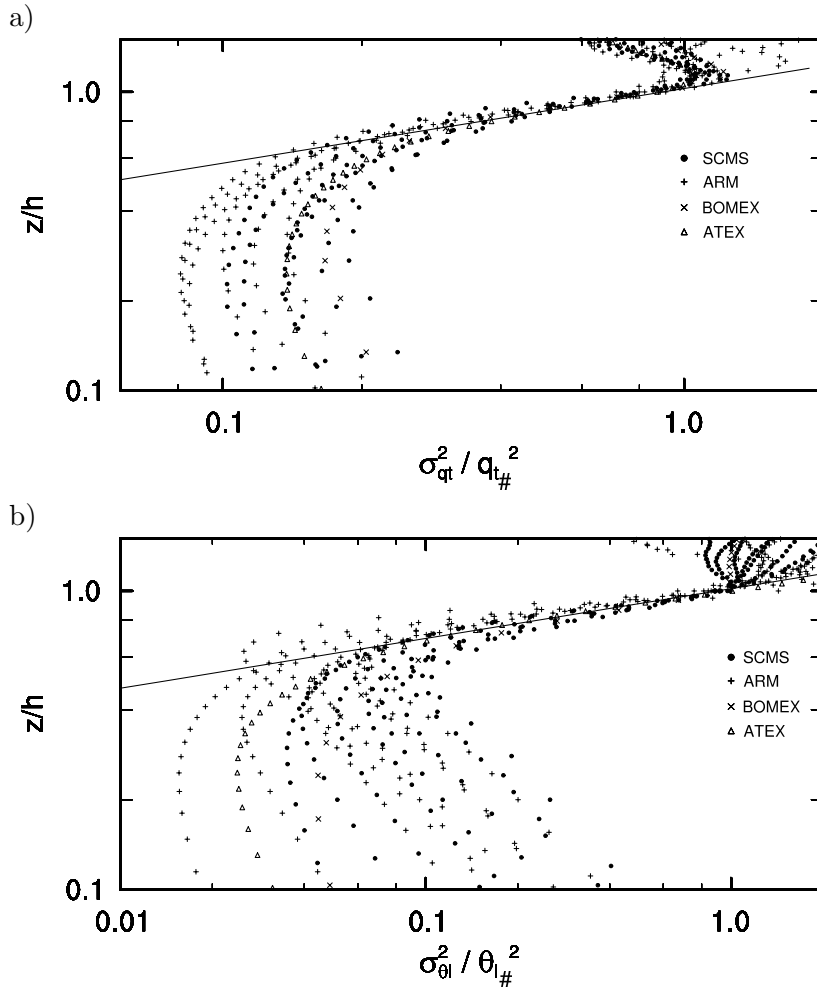 a)
1.0
z/h
0.1
SCMS
ARM
BOMEX
ATEX
0.1 1.0
σ²qt / qt#²
b)
1.0
z/h
0.1
SCMS
ARM
BOMEX
ATEX
0.01 0.1 1.0
σ²θl / θl#²